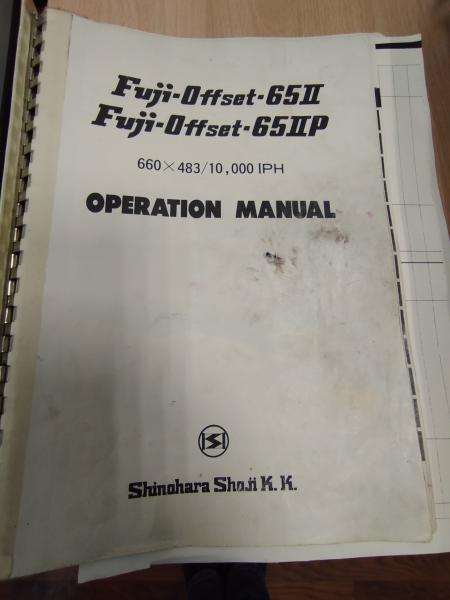 Fuji-Offset-65II
Fuji-Offset-65IIP
660×483/10,000 IPH
OPERATION MANUAL
Shinohara Shoji K.K.